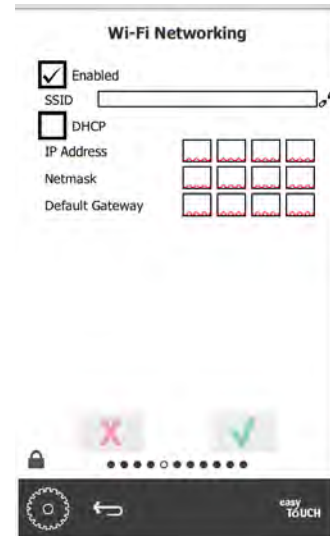 Wi-Fi Networking
Enabled
SSID
DHCP
IP Address
Netmask
Default Gateway
easy
TOUCH